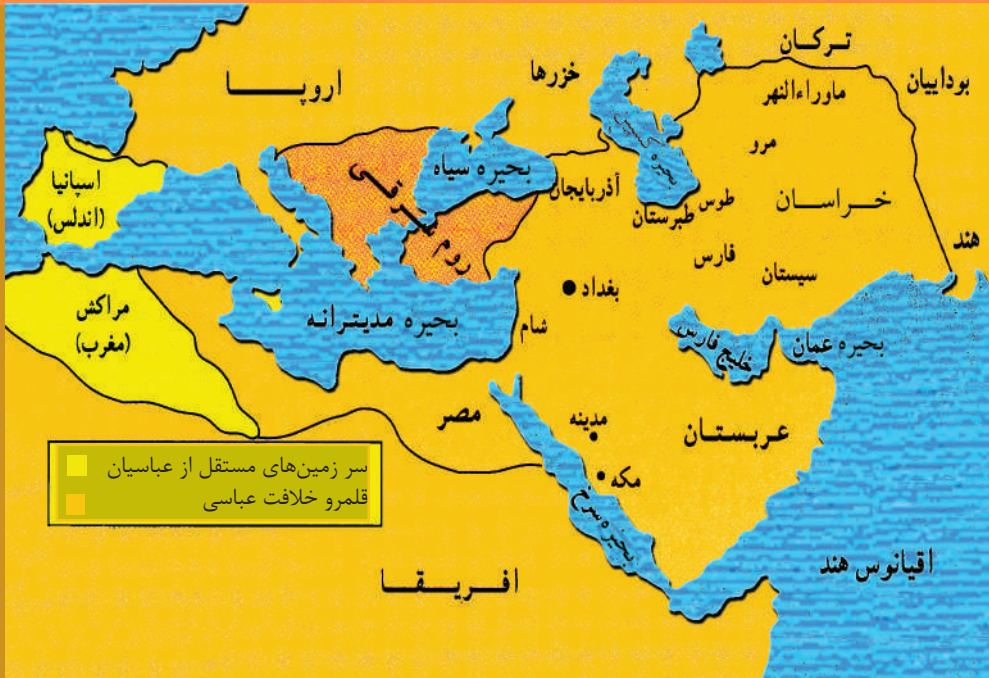 ترکان
اروپا
خزرها
بوداییان
ماوراءالنهر
مرو
اسپانیا
(اندلس)
بحیره سیاه
آذربایجان
طوس
خراسان
طبرستان
روم شرقی
فارس
هند
سیستان
بغداد
مراکش
(مغرب)
بحیره مدیترانه
شام
خلیج فارس
بحیره عمان
مصر
مدینه
عربستان
مکه
سر زمین‌های مستقل از عباسیان
قلمرو خلافت عباسی
بحیره سرخ
اقیانوس هند
افریقا